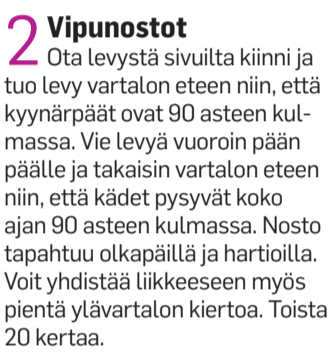 2 Vipunostot
Ota levystä sivuilta kiinni ja
tuo levy vartalon eteen niin, että
kyynärpäät ovat 90 asteen kul-
massa. Vie levyä vuoroin pään
päälle ja takaisin vartalon eteen
niin, että kädet pysyvät koko
ajan 90 asteen kulmassa. Nosto
tapahtuu olkapäillä ja hartioilla.
Voit yhdistää liikkeeseen myös
pientä ylävartalon kiertoa. Toista
20 kertaa.